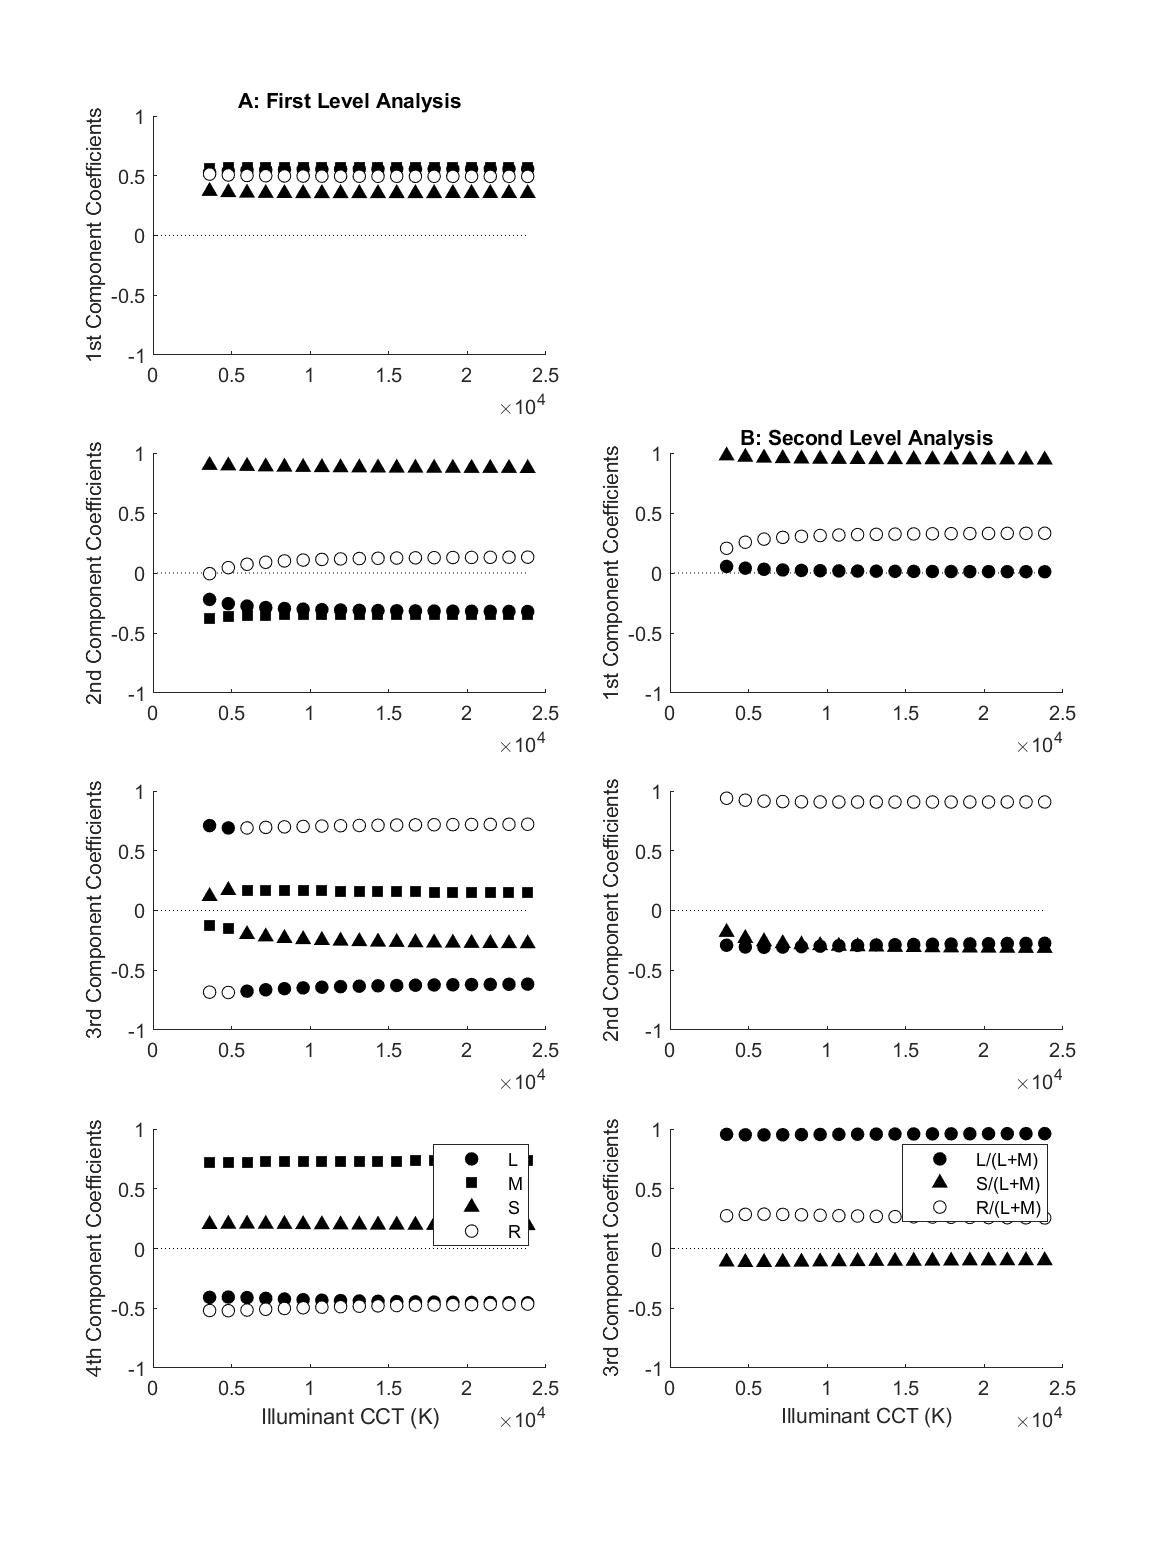 A: First Level Analysis
1st Component Coefficients
1
0.5
0
-0.5
-1
0 0.5 1 1.5 2 2.5
×10^4
2nd Component Coefficients
1
0.5
0
-0.5
-1
0 0.5 1 1.5 2 2.5
×10^4
B: Second Level Analysis
1st Component Coefficients
1
0.5
0
-0.5
-1
0 0.5 1 1.5 2 2.5
×10^4
3rd Component Coefficients
1
0.5
0
-0.5
-1
0 0.5 1 1.5 2 2.5
×10^4
2nd Component Coefficients
1
0.5
0
-0.5
-1
0 0.5 1 1.5 2 2.5
×10^4
4th Component Coefficients
1
0.5
0
-0.5
-1
L
M
S
R
0 0.5 1 1.5 2 2.5
Illuminant CCT (K)
×10^4
3rd Component Coefficients
1
0.5
0
-0.5
-1
L/(L+M)
S/(L+M)
R/(L+M)
0 0.5 1 1.5 2 2.5
Illuminant CCT (K)
×10^4